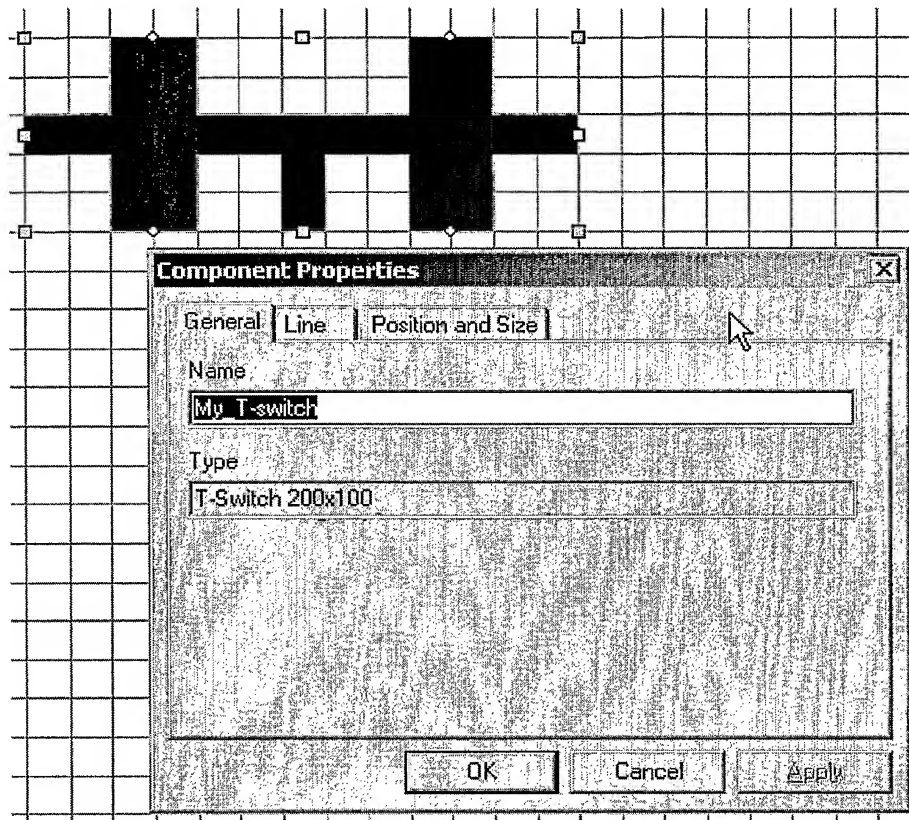 Component Properties
General Line Position and Size
Name
My_T-switch
Type
T-Switch 200x100
OK Cancel Apply